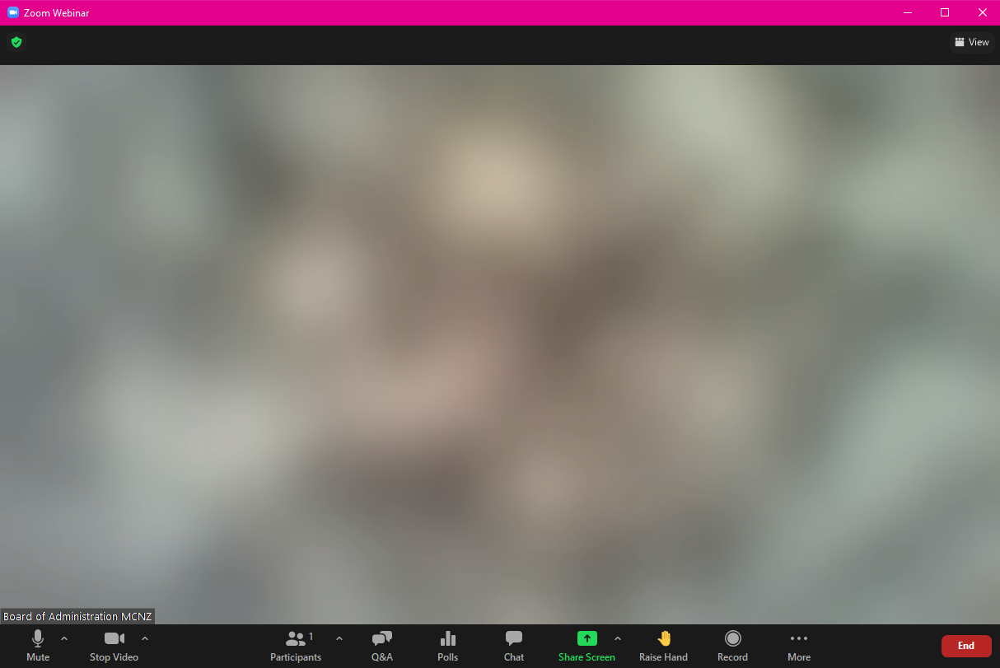 Zoom Webinar
View
Board of Administration MCNZ
Mute
Stop Video
Participants 1
Q&A
Polls
Chat
Share Screen
Raise Hand
Record
More
End